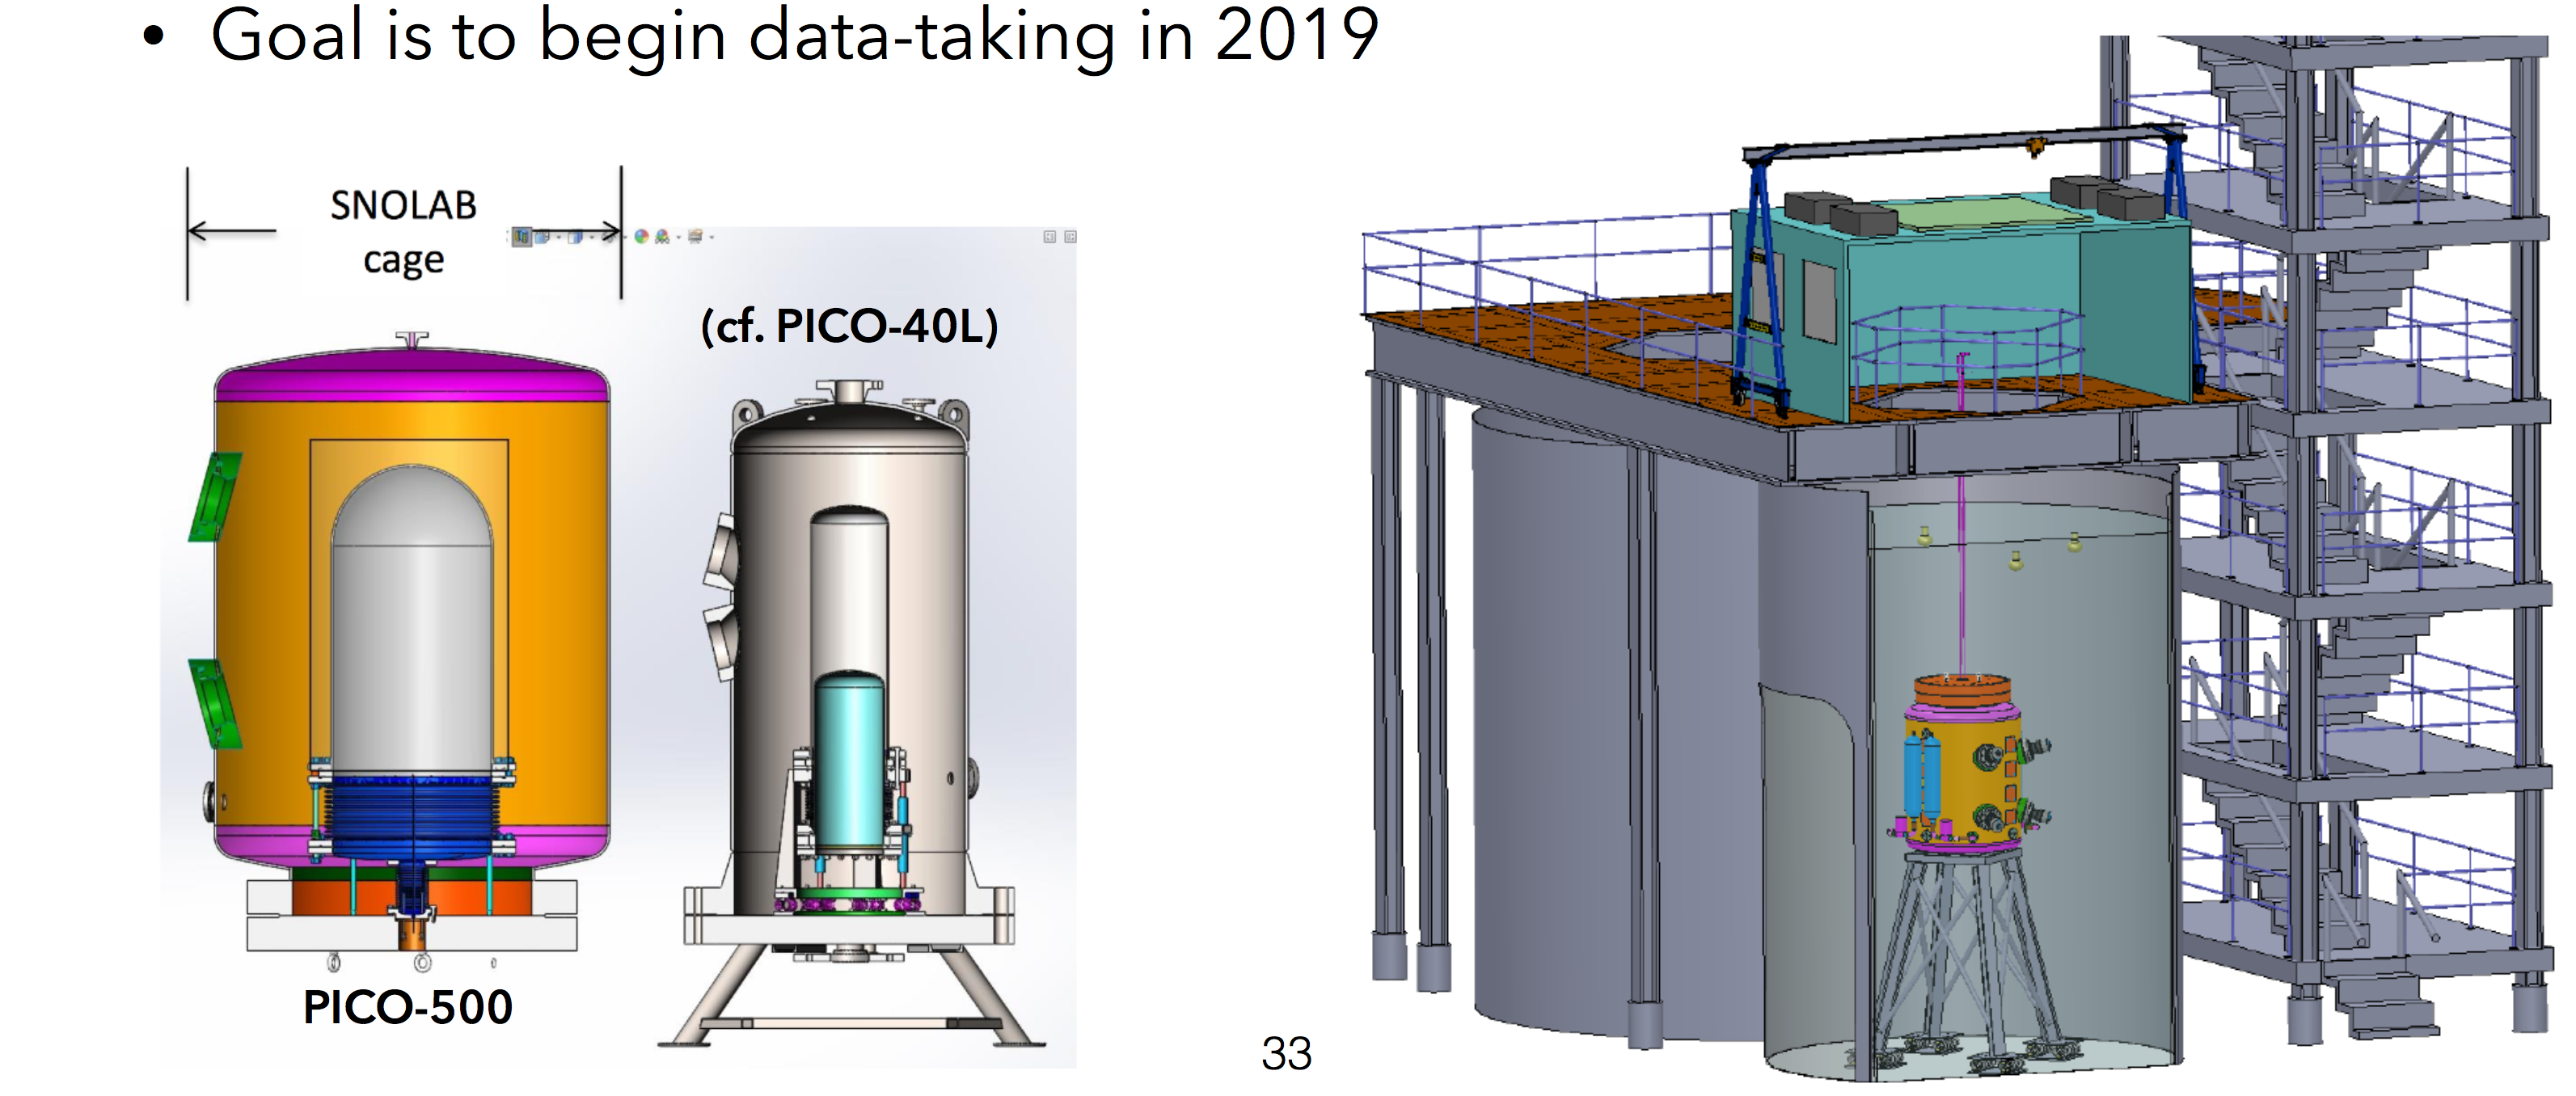 • Goal is to begin data-taking in 2019
SNOLAB
cage
(cf. PICO-40L)
PICO-500
33